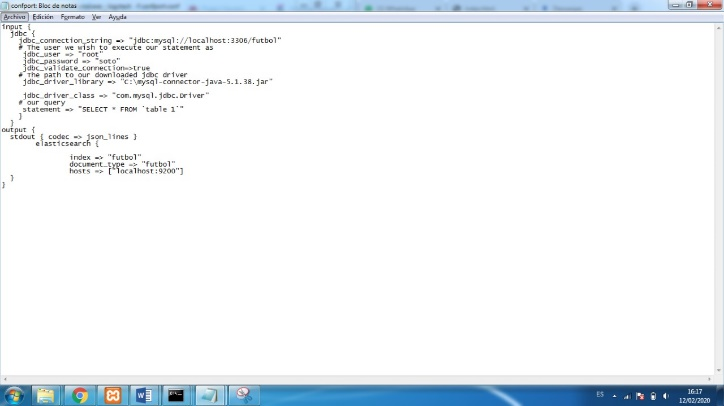 confport: Bloc de notas
Archivo Edición Formato Ver Ayuda
input {
jdbc {
jdbc_connection_string => "jdbc:mysql://localhost:3306/futbol"
# The user we wish to execute our statement as
jdbc_user => "root"
jdbc_password => "soto"
jdbc_validate_connection=>true
# The path to our downloaded jdbc driver
jdbc_driver_library => "C:\mysql-connector-java-5.1.38.jar"
jdbc_driver_class => "com.mysql.jdbc.Driver"
# our query
statement => "SELECT * FROM `table 1`"
}
}
output {
stdout { codec => json_lines }
elasticsearch {
index => "futbol"
document_type => "futbol"
hosts => ["localhost:9200"]
}
}
ES
16:17
12/02/2020